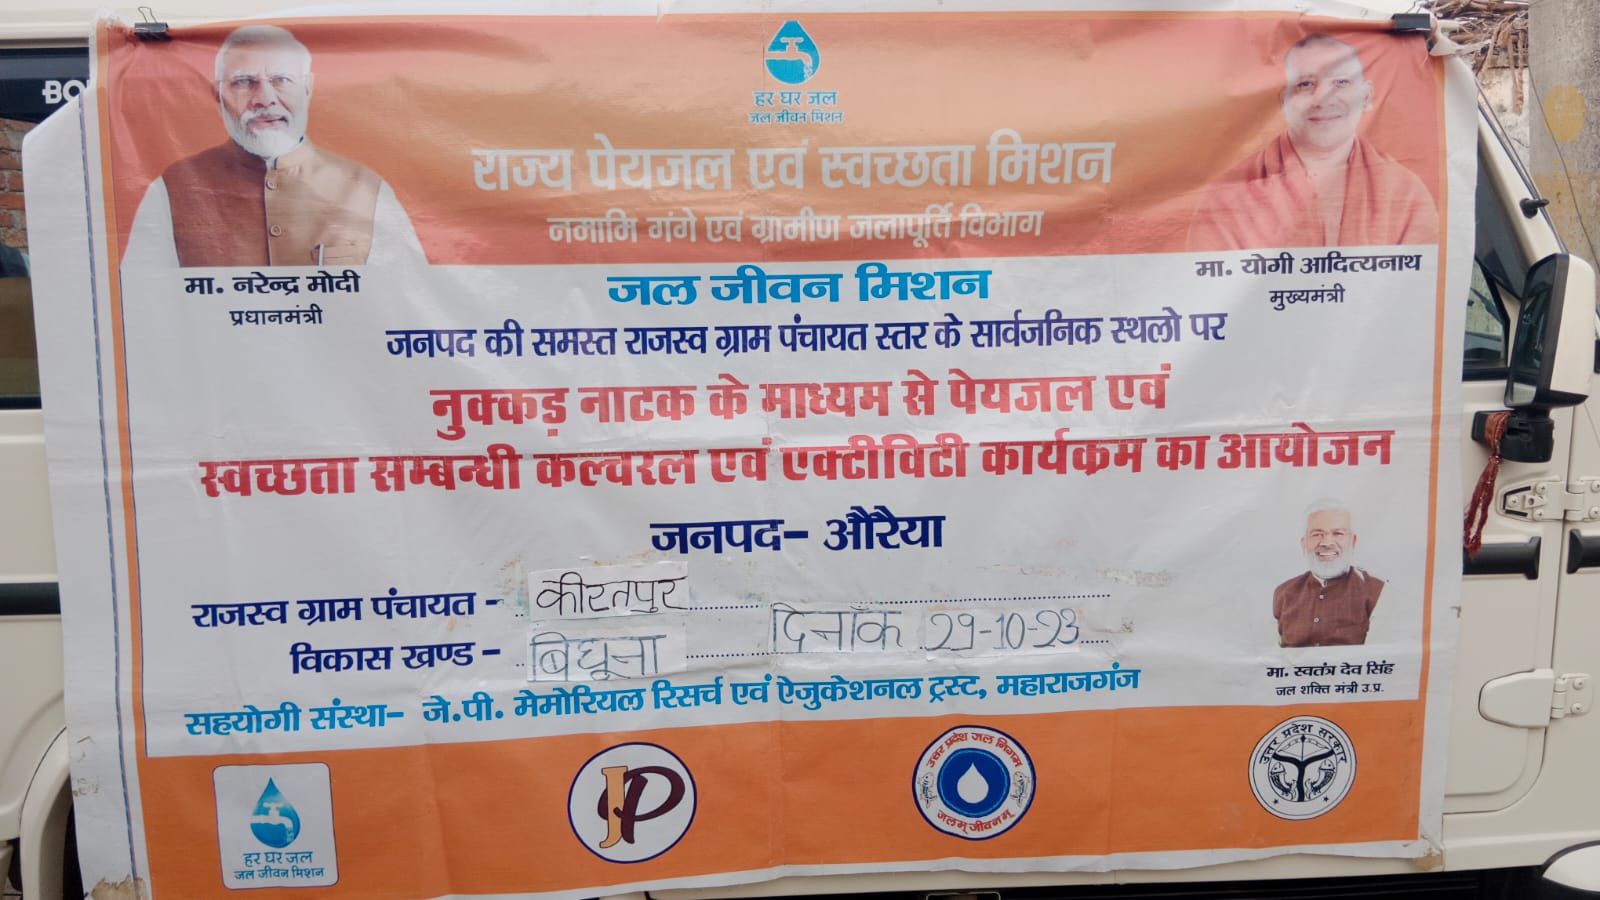 BO
हर घर जल
जल जीवन मिशन
राज्य पेयजल एवं स्वच्छता मिशन
नमामि गंगे एवं ग्रामीण जलापूर्ति विभाग
मा. नरेन्द्र मोदी
प्रधानमंत्री
मा. योगी आदित्यनाथ
मुख्यमंत्री
जल जीवन मिशन
जनपद की समस्त राजस्व ग्राम पंचायत स्तर के सार्वजनिक स्थलो पर
नुक्कड़ नाटक के माध्यम से पेयजल एवं
स्वच्छता सम्बन्धी कल्चरल एवं एक्टीविटी कार्यक्रम का आयोजन
जनपद- औरैया
राजस्व ग्राम पंचायत - कीरतपुर
विकास खण्ड - बिधूना दिनाँक 29-10-23
मा. स्वतंत्र देव सिंह
जल शक्ति मंत्री उ.प्र.
सहयोगी संस्था- जे.पी. मेमोरियल रिसर्च एवं ऐजुकेशनल ट्रस्ट, महाराजगंज
हर घर जल
जल जीवन मिशन
JP
उत्तर प्रदेश जल निगम
जलम् जीवनम्
उत्तर प्रदेश सरकार